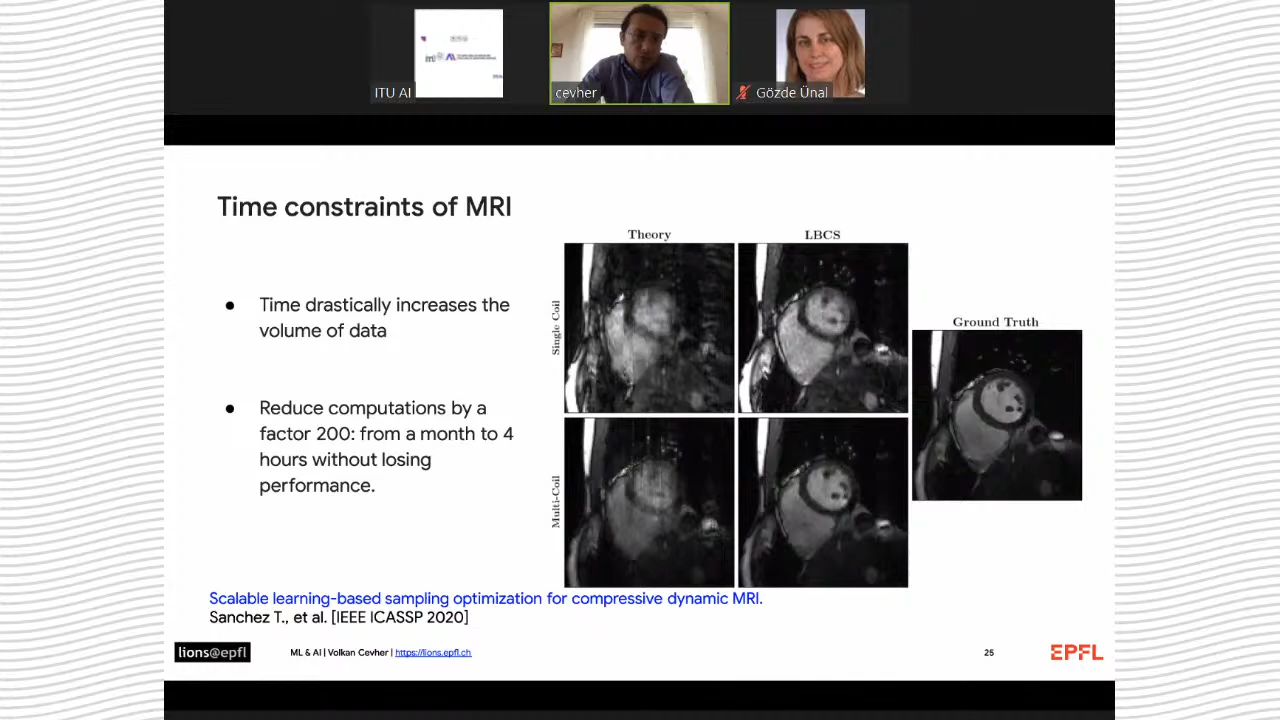 ITU AI
cevher
Gözde Ünal
Time constraints of MRI
Time drastically increases the
volume of data
Reduce computations by a
factor 200: from a month to 4
hours without losing
performance.
Theory
LBCS
Single Coil
Ground Truth
Multi-Coil
Scalable learning-based sampling optimization for compressive dynamic MRI.
Sanchez T., et al. [IEEE ICASSP 2020]
lions@epfl
ML & AI | Volkan Cevher | https://lions.epfl.ch
25
EPFL